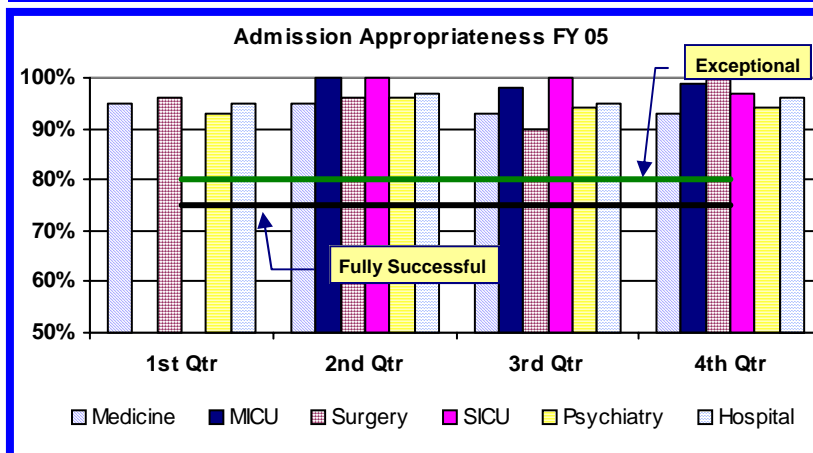 Admission Appropriateness FY 05
Exceptional
100%
90%
80%
70%
60%
50%
Fully Successful
1st Qtr 2nd Qtr 3rd Qtr 4th Qtr
Medicine MICU Surgery SICU Psychiatry Hospital